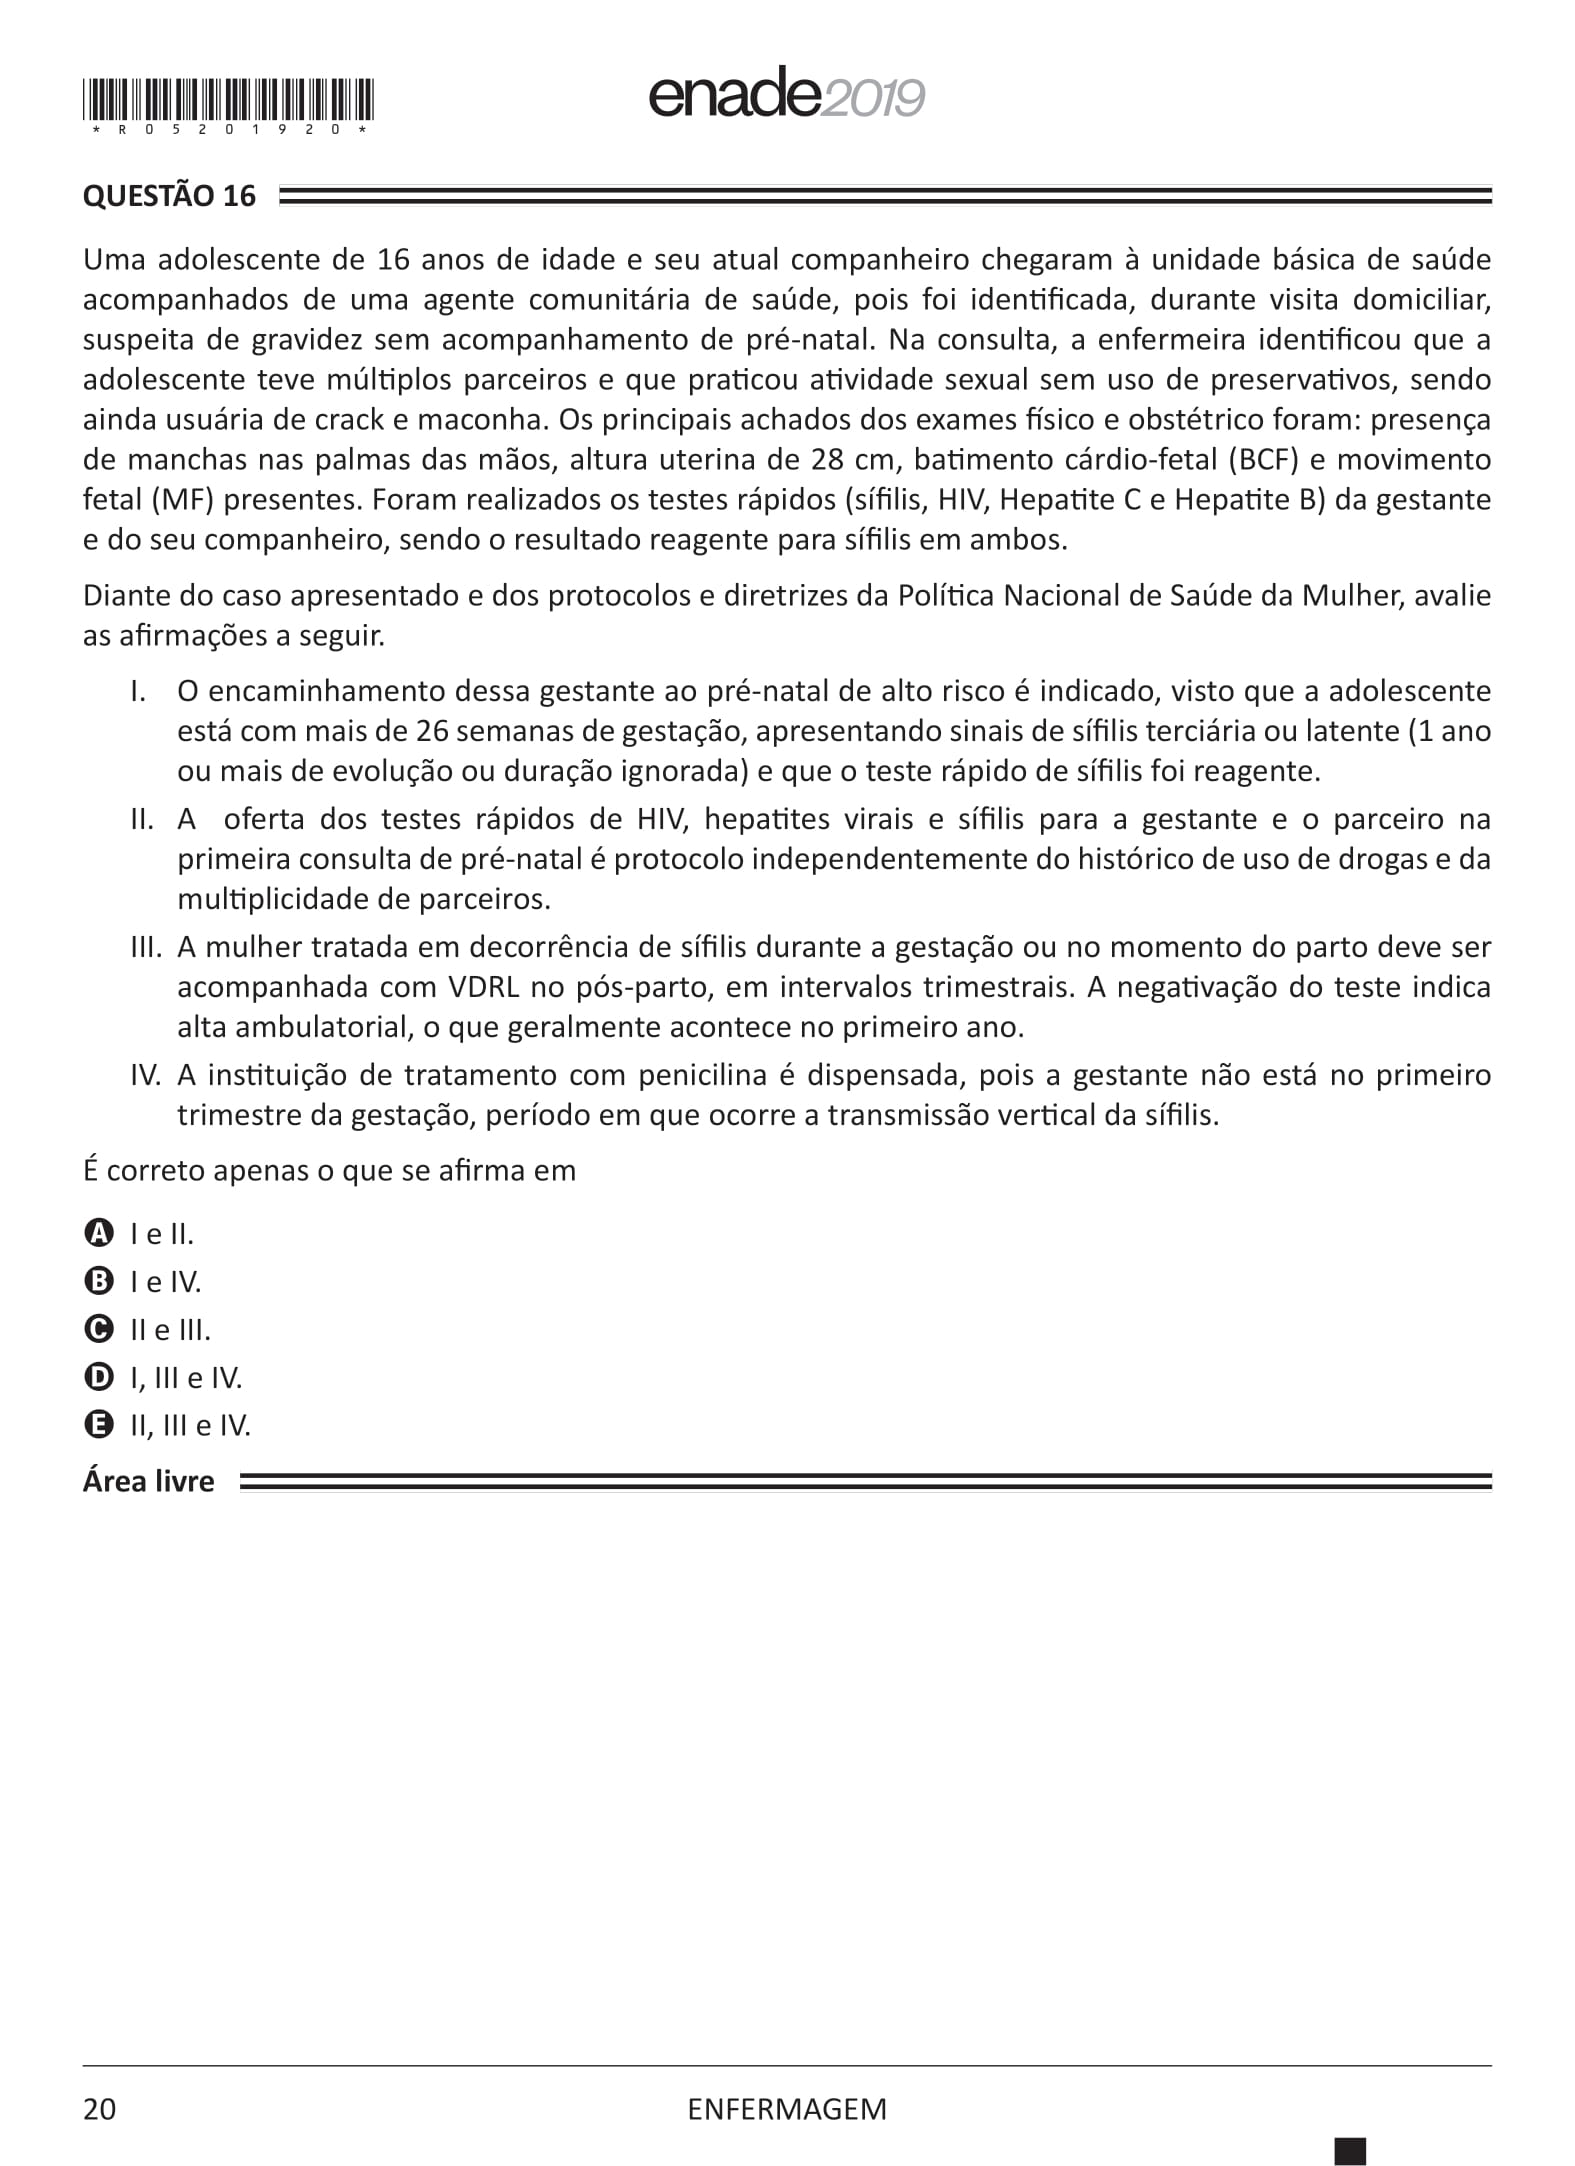 *R05201920*
enade2019
QUESTÃO 16
Uma adolescente de 16 anos de idade e seu atual companheiro chegaram à unidade básica de saúde
acompanhados de uma agente comunitária de saúde, pois foi identificada, durante visita domiciliar,
suspeita de gravidez sem acompanhamento de pré-natal. Na consulta, a enfermeira identificou que a
adolescente teve múltiplos parceiros e que praticou atividade sexual sem uso de preservativos, sendo
ainda usuária de crack e maconha. Os principais achados dos exames físico e obstétrico foram: presença
de manchas nas palmas das mãos, altura uterina de 28 cm, batimento cárdio-fetal (BCF) e movimento
fetal (MF) presentes. Foram realizados os testes rápidos (sífilis, HIV, Hepatite C e Hepatite B) da gestante
e do seu companheiro, sendo o resultado reagente para sífilis em ambos.
Diante do caso apresentado e dos protocolos e diretrizes da Política Nacional de Saúde da Mulher, avalie
as afirmações a seguir.
I. O encaminhamento dessa gestante ao pré-natal de alto risco é indicado, visto que a adolescente
está com mais de 26 semanas de gestação, apresentando sinais de sífilis terciária ou latente (1 ano
ou mais de evolução ou duração ignorada) e que o teste rápido de sífilis foi reagente.
II. A oferta dos testes rápidos de HIV, hepatites virais e sífilis para a gestante e o parceiro na
primeira consulta de pré-natal é protocolo independentemente do histórico de uso de drogas e da
multiplicidade de parceiros.
III. A mulher tratada em decorrência de sífilis durante a gestação ou no momento do parto deve ser
acompanhada com VDRL no pós-parto, em intervalos trimestrais. A negativação do teste indica
alta ambulatorial, o que geralmente acontece no primeiro ano.
IV. A instituição de tratamento com penicilina é dispensada, pois a gestante não está no primeiro
trimestre da gestação, período em que ocorre a transmissão vertical da sífilis.
É correto apenas o que se afirma em
A I e II.
B I e IV.
C II e III.
D I, III e IV.
E II, III e IV.
Área livre
20 ENFERMAGEM